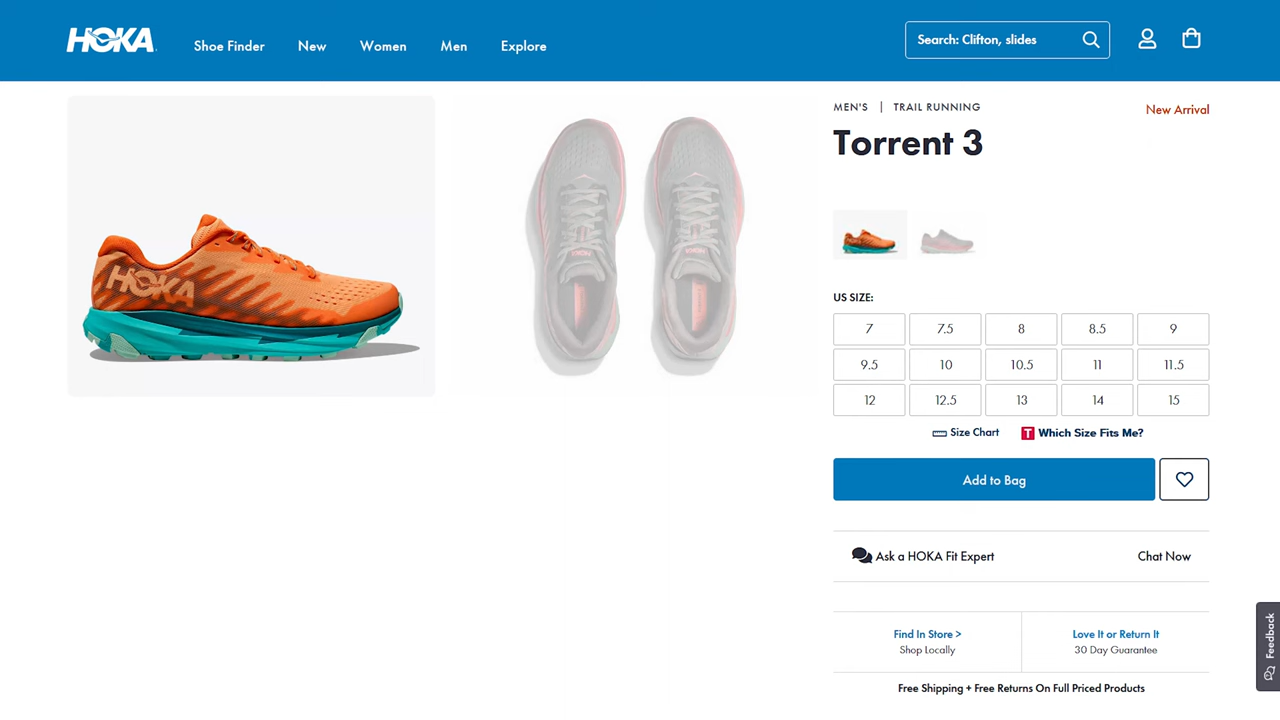 HOKA
Shoe Finder New Women Men Explore
Search: Clifton, slides
MEN'S | TRAIL RUNNING
New Arrival
Torrent 3
HOKA
HOKA
HOKA
US SIZE:
7 7.5 8 8.5 9
9.5 10 10.5 11 11.5
12 12.5 13 14 15
Size Chart
T Which Size Fits Me?
Add to Bag
Ask a HOKA Fit Expert
Chat Now
Find In Store >
Shop Locally
Love It or Return It
30 Day Guarantee
Free Shipping + Free Returns On Full Priced Products
Feedback